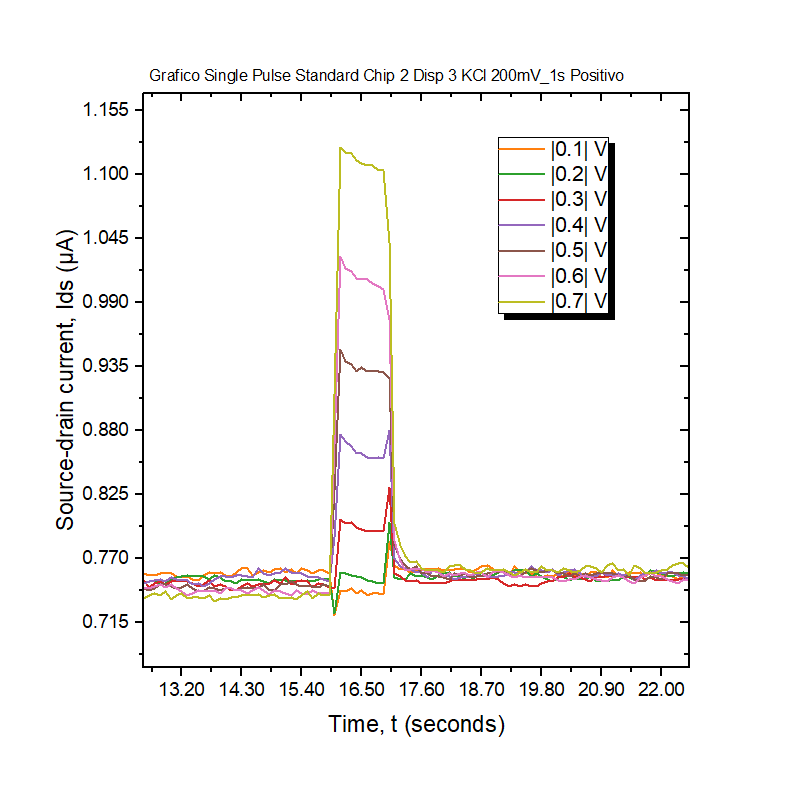 Grafico Single Pulse Standard Chip 2 Disp 3 KCl 200mV_1s Positivo
1.155
1.100
1.045
0.990
0.935
0.880
0.825
0.770
0.715
Source-drain current, Ids (µA)
|0.1| V
|0.2| V
|0.3| V
|0.4| V
|0.5| V
|0.6| V
|0.7| V
13.20 14.30 15.40 16.50 17.60 18.70 19.80 20.90 22.00
Time, t (seconds)